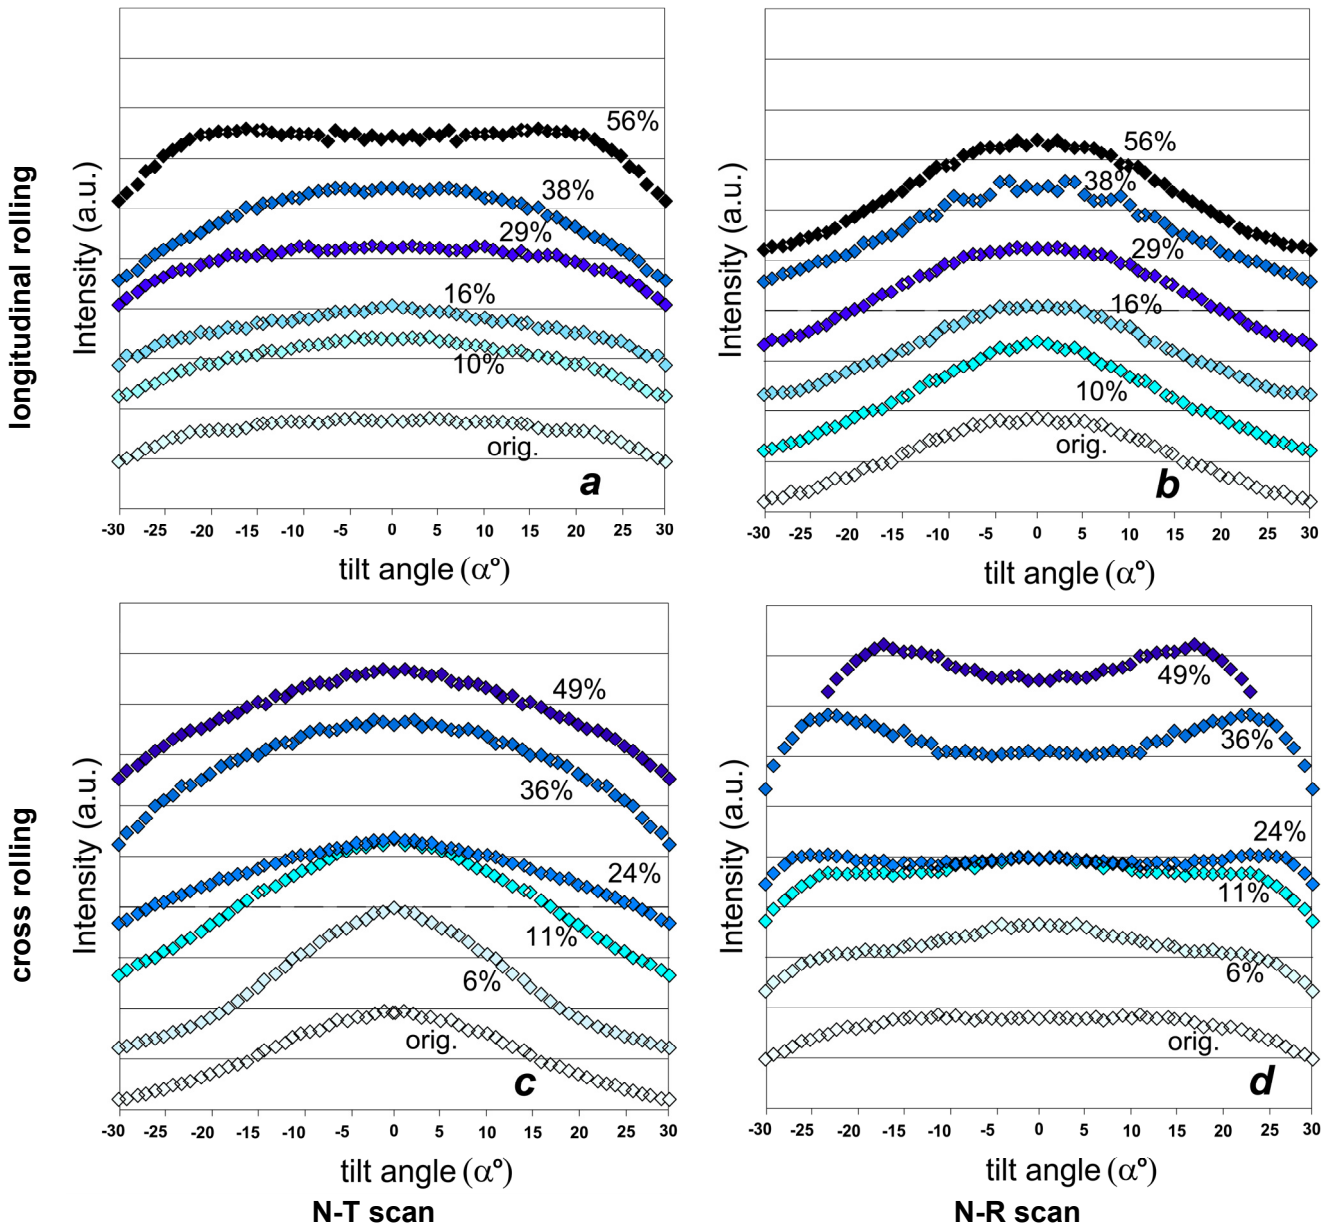 longitudinal rolling
Intensity (a.u.)
56%
38%
29%
16%
10%
orig.
a
-30 -25 -20 -15 -10 -5 0 5 10 15 20 25 30
tilt angle (α°)
Intensity (a.u.)
56%
38%
29%
16%
10%
orig.
b
-30 -25 -20 -15 -10 -5 0 5 10 15 20 25 30
tilt angle (α°)
cross rolling
Intensity (a.u.)
49%
36%
24%
11%
6%
orig.
c
-30 -25 -20 -15 -10 -5 0 5 10 15 20 25 30
tilt angle (α°)
N-T scan
Intensity (a.u.)
49%
36%
24%
11%
6%
orig.
d
-30 -25 -20 -15 -10 -5 0 5 10 15 20 25 30
tilt angle (α°)
N-R scan